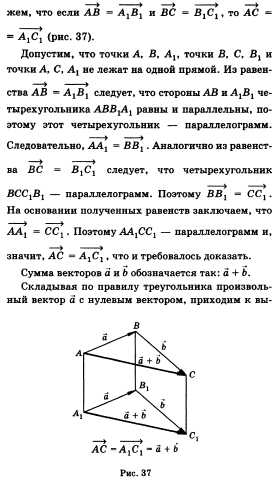 жем, что если AB⃗ = A₁B₁⃗ и BC⃗ = B₁C₁⃗, то AC⃗ =
= A₁C₁⃗ (рис. 37).
Допустим, что точки A, B, A₁, точки B, C, B₁ и
точки A, C, A₁ не лежат на одной прямой. Из равен-
ства AB⃗ = A₁B₁⃗ следует, что стороны AB и A₁B₁ че-
тырехугольника ABB₁A₁ равны и параллельны, по-
этому этот четырехугольник — параллелограмм.
Следовательно, AA₁⃗ = BB₁⃗. Аналогично из равенст-
ва BC⃗ = B₁C₁⃗ следует, что четырехугольник
BCC₁B₁ — параллелограмм. Поэтому BB₁⃗ = CC₁⃗.
На основании полученных равенств заключаем, что
AA₁⃗ = CC₁⃗. Поэтому AA₁CC₁ — параллелограмм и,
значит, AC⃗ = A₁C₁⃗, что и требовалось доказать.
Сумма векторов a⃗ и b⃗ обозначается так: a⃗ + b⃗.
Складывая по правилу треугольника произволь-
ный вектор a⃗ с нулевым вектором, приходим к вы-
B
a⃗
b⃗
A
a⃗ + b⃗
C
B₁
a⃗
b⃗
A₁
a⃗ + b⃗
C₁
AC⃗ = A₁C₁⃗ = a⃗ + b⃗
Рис. 37